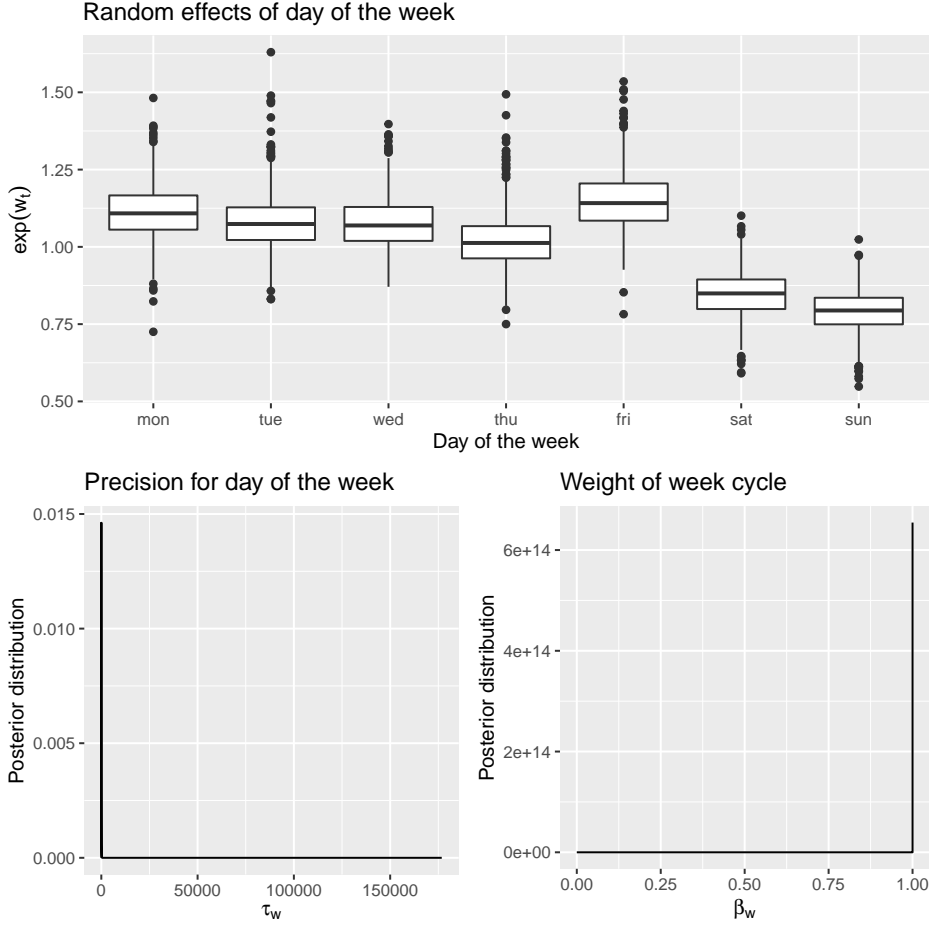 Random effects of day of the week
exp(wt)
1.50
1.25
1.00
0.75
0.50
mon tue wed thu fri sat sun
Day of the week
Precision for day of the week
Posterior distribution
0.015
0.010
0.005
0.000
0 50000 100000 150000
τw
Weight of week cycle
Posterior distribution
6e+14
4e+14
2e+14
0e+00
0.00 0.25 0.50 0.75 1.00
βw